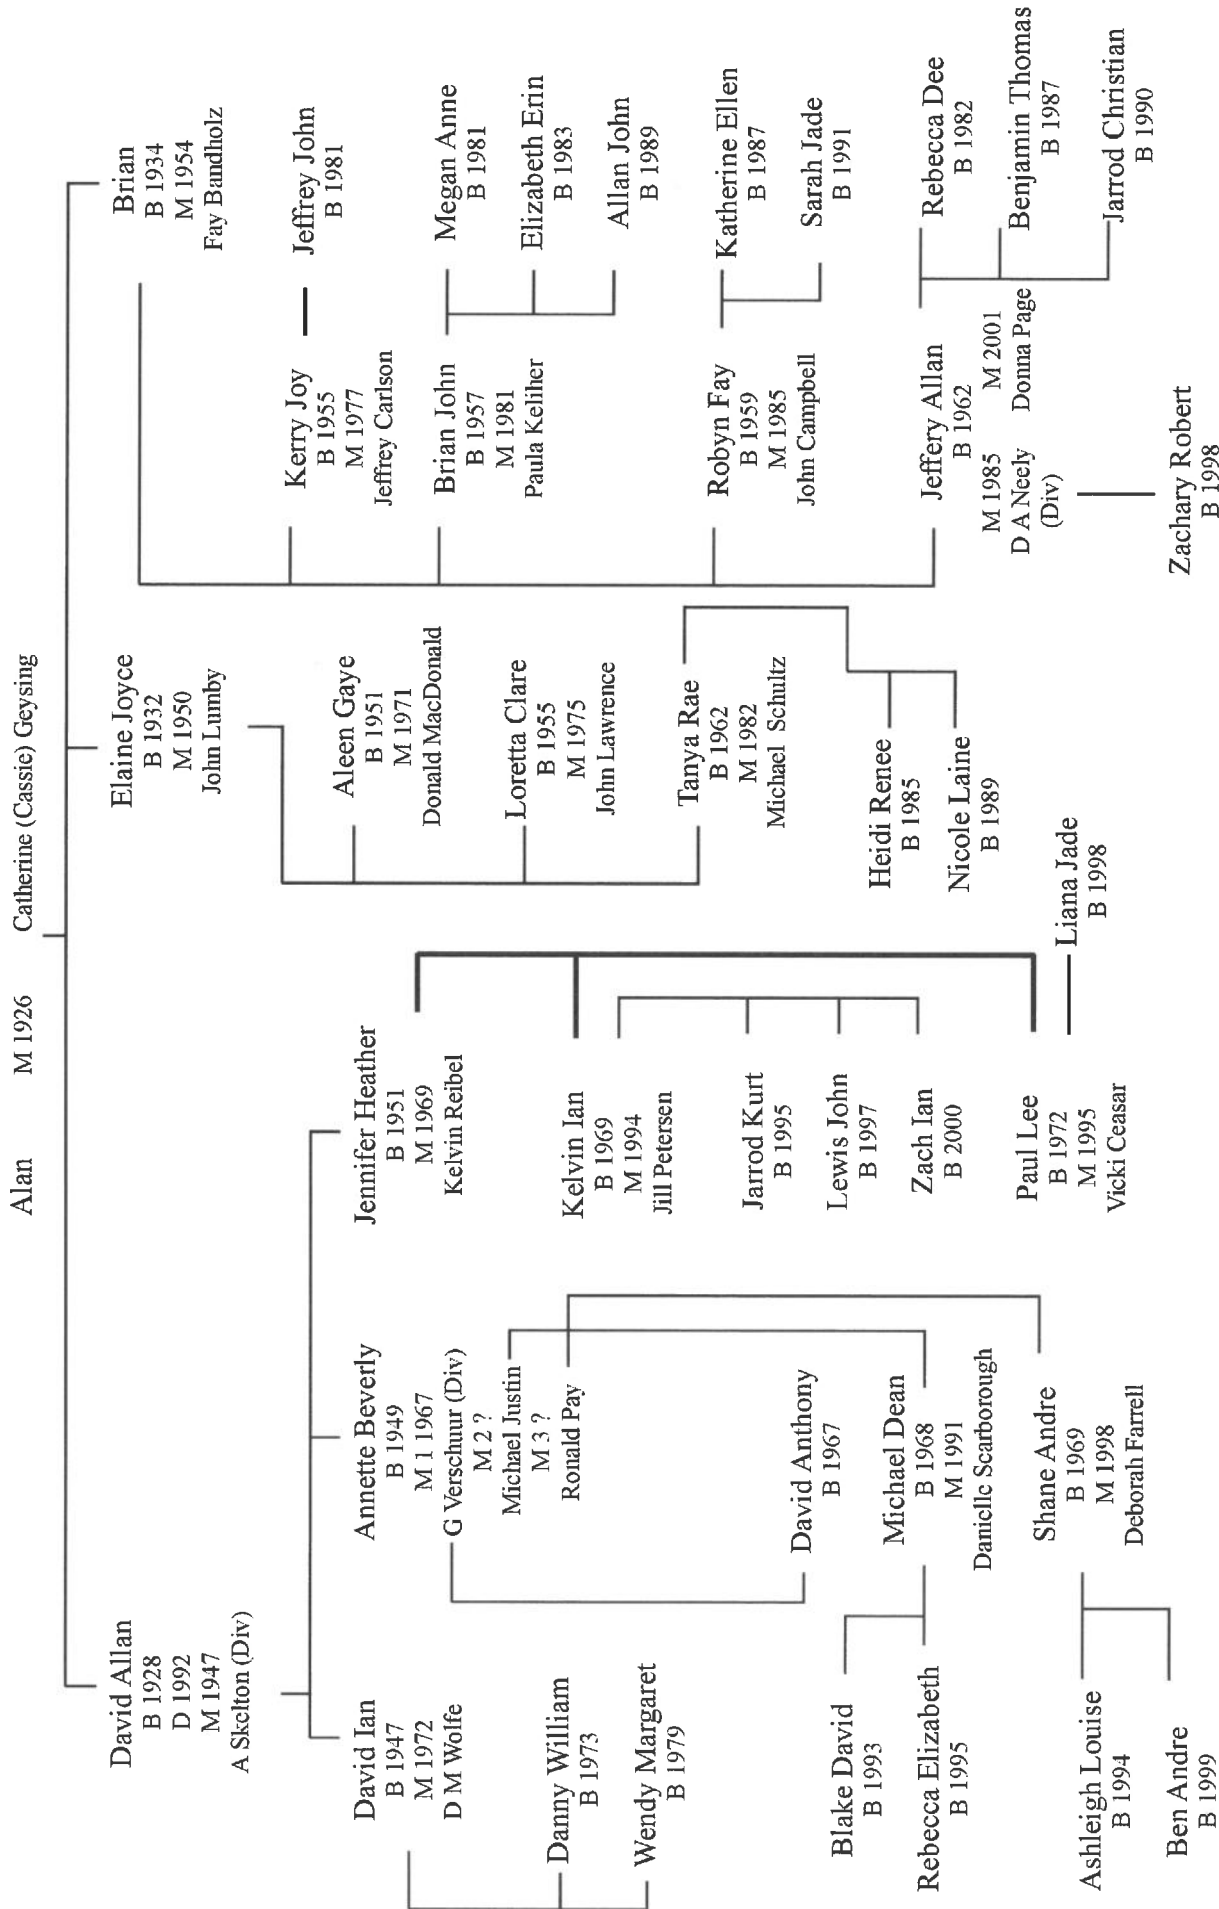 Alan M 1926 Catherine (Cassie) Geysing
David Allan
B 1928
D 1992
M 1947
A Skelton (Div)
Elaine Joyce
B 1932
M 1950
John Lumby
Brian
B 1934
M 1954
Fay Bandholz
David Ian
B 1947
M 1972
D M Wolfe
Danny William
B 1973
Wendy Margaret
B 1979
Annette Beverly
B 1949
M 1 1967
G Verschuur (Div)
M 2 ?
Michael Justin
M 3 ?
Ronald Pay
David Anthony
B 1967
Michael Dean
B 1968
M 1991
Danielle Scarborough
Blake David
B 1993
Rebecca Elizabeth
B 1995
Shane Andre
B 1969
M 1998
Deborah Farrell
Ashleigh Louise
B 1994
Ben Andre
B 1999
Jennifer Heather
B 1951
M 1969
Kelvin Reibel
Kelvin Ian
B 1969
M 1994
Jill Petersen
Jarrod Kurt
B 1995
Lewis John
B 1997
Zach Ian
B 2000
Paul Lee
B 1972
M 1995
Vicki Ceasar
Liana Jade
B 1998
Aleen Gaye
B 1951
M 1971
Donald MacDonald
Loretta Clare
B 1955
M 1975
John Lawrence
Tanya Rae
B 1962
M 1982
Michael Schultz
Heidi Renee
B 1985
Nicole Laine
B 1989
Kerry Joy
B 1955
M 1977
Jeffrey Carlson
Jeffrey John
B 1981
Brian John
B 1957
M 1981
Paula Keliher
Megan Anne
B 1981
Elizabeth Erin
B 1983
Allan John
B 1989
Robyn Fay
B 1959
M 1985
John Campbell
Katherine Ellen
B 1987
Sarah Jade
B 1991
Jeffery Allan
B 1962
M 1985 M 2001
D A Neely Donna Page
(Div)
Rebecca Dee
B 1982
Benjamin Thomas
B 1987
Jarrod Christian
B 1990
Zachary Robert
B 1998